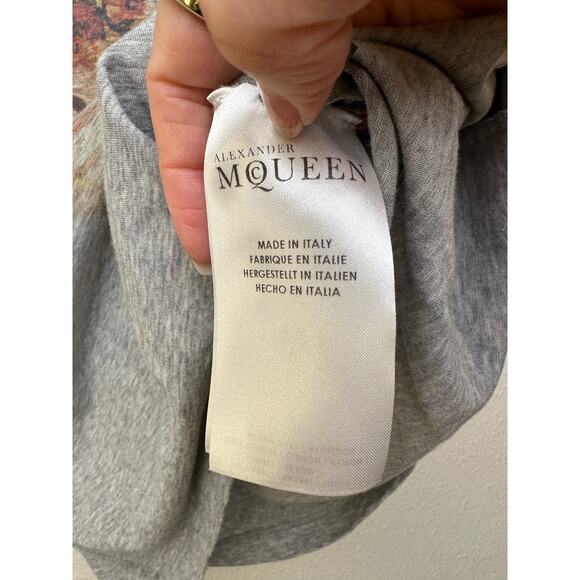 ALEXANDER
McQUEEN
MADE IN ITALY
FABRIQUE EN ITALIE
HERGESTELLT IN ITALIEN
HECHO EN ITALIA